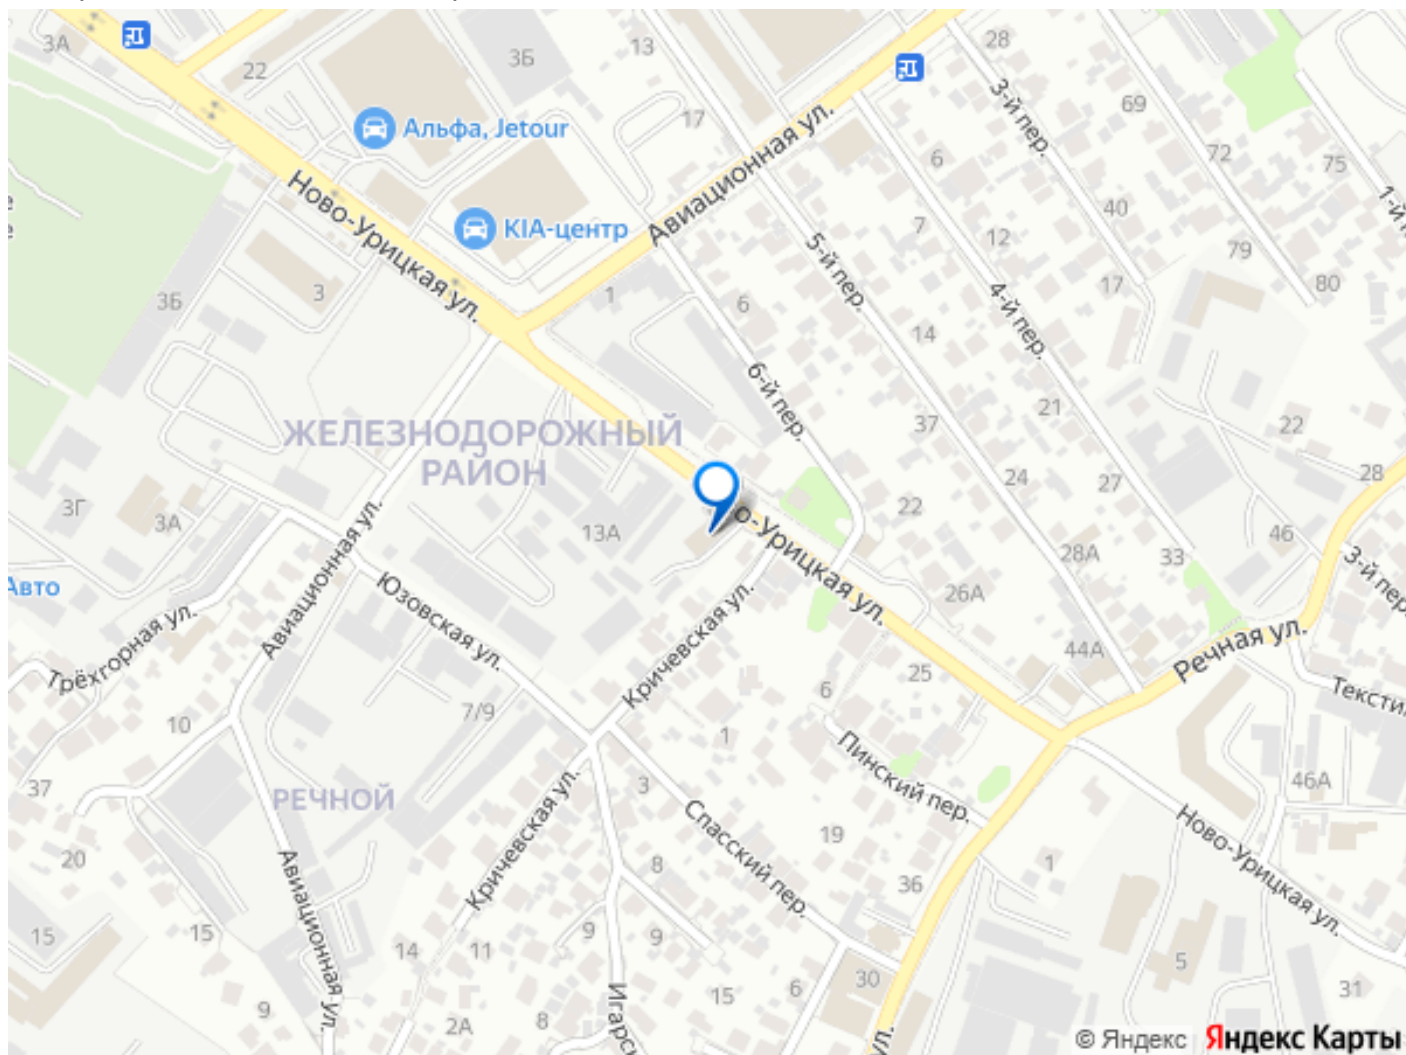 3А
22
3Б
13
28
3-й пер.
69
17
Альфа, Jetour
Авиационная ул.
6
72
75
Ново-Урицкая ул.
KIA-центр
5-й пер.
7
12
40
79
17
80
3Б
3
1
6
14
4-й пер.
6-й пер.
37
21
22
ЖЕЛЕЗНОДОРОЖНЫЙ
РАЙОН
24
27
28
3Г
3А
13А
22
28А
33
46
3-й пер.
Авто
Авиационная ул.
Юзовская ул.
о-Урицкая ул.
26А
Трёхгорная ул.
Кричевская ул.
44А
Речная ул.
6
25
10
7/9
1
Пинский пер.
37
РЕЧНОЙ
3
46А
Спасский пер.
19
Ново-Урицкая ул.
20
Авиационная ул.
Кричевская ул.
8
36
1
15
15
14
11
9
9
30
5
9
2А
8
15
6
31
© Яндекс Яндекс Карты